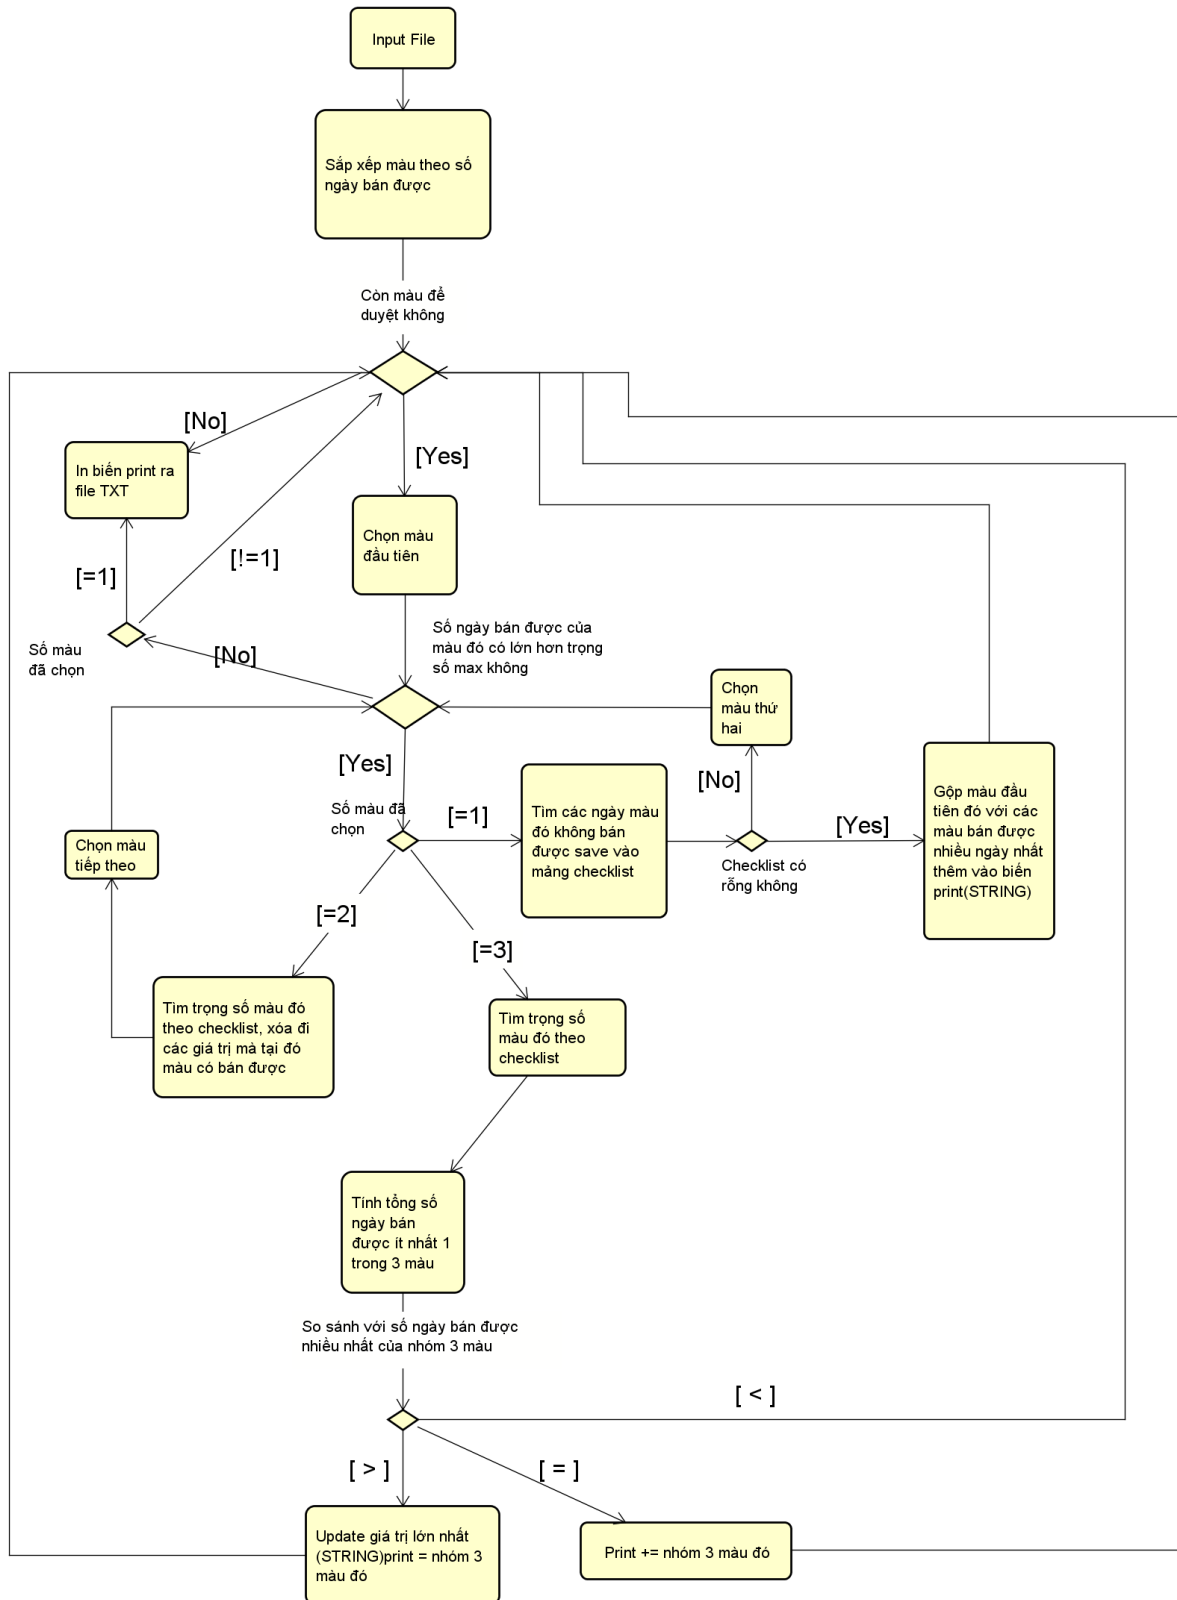 Input File
Sắp xếp màu theo số
ngày bán được
Còn màu để
duyệt không
[No]
[Yes]
In biến print ra
file TXT
Chọn màu
đầu tiên
[!=1]
[=1]
Số màu
đã chọn
[No]
Số ngày bán được của
màu đó có lớn hơn trọng
số max không
Chọn
màu thứ
hai
[Yes]
[No]
Số màu đã
chọn
[=1]
Tìm các ngày màu
đó không bán
được save vào
mảng checklist
Checklist có
rỗng không
[Yes]
Gộp màu đầu
tiên đó với các
màu bán được
nhiều ngày nhất
thêm vào biến
print(STRING)
Chọn màu
tiếp theo
[=2]
[=3]
Tìm trọng số màu đó
theo checklist, xóa đi
các giá trị mà tại đó
màu có bán được
Tìm trọng số
màu đó theo
checklist
Tính tổng số
ngày bán
được ít nhất 1
trong 3 màu
So sánh với số ngày bán được
nhiều nhất của nhóm 3 màu
[ < ]
[ > ]
[ = ]
Update giá trị lớn nhất
(STRING)print = nhóm 3
màu đó
Print += nhóm 3 màu đó